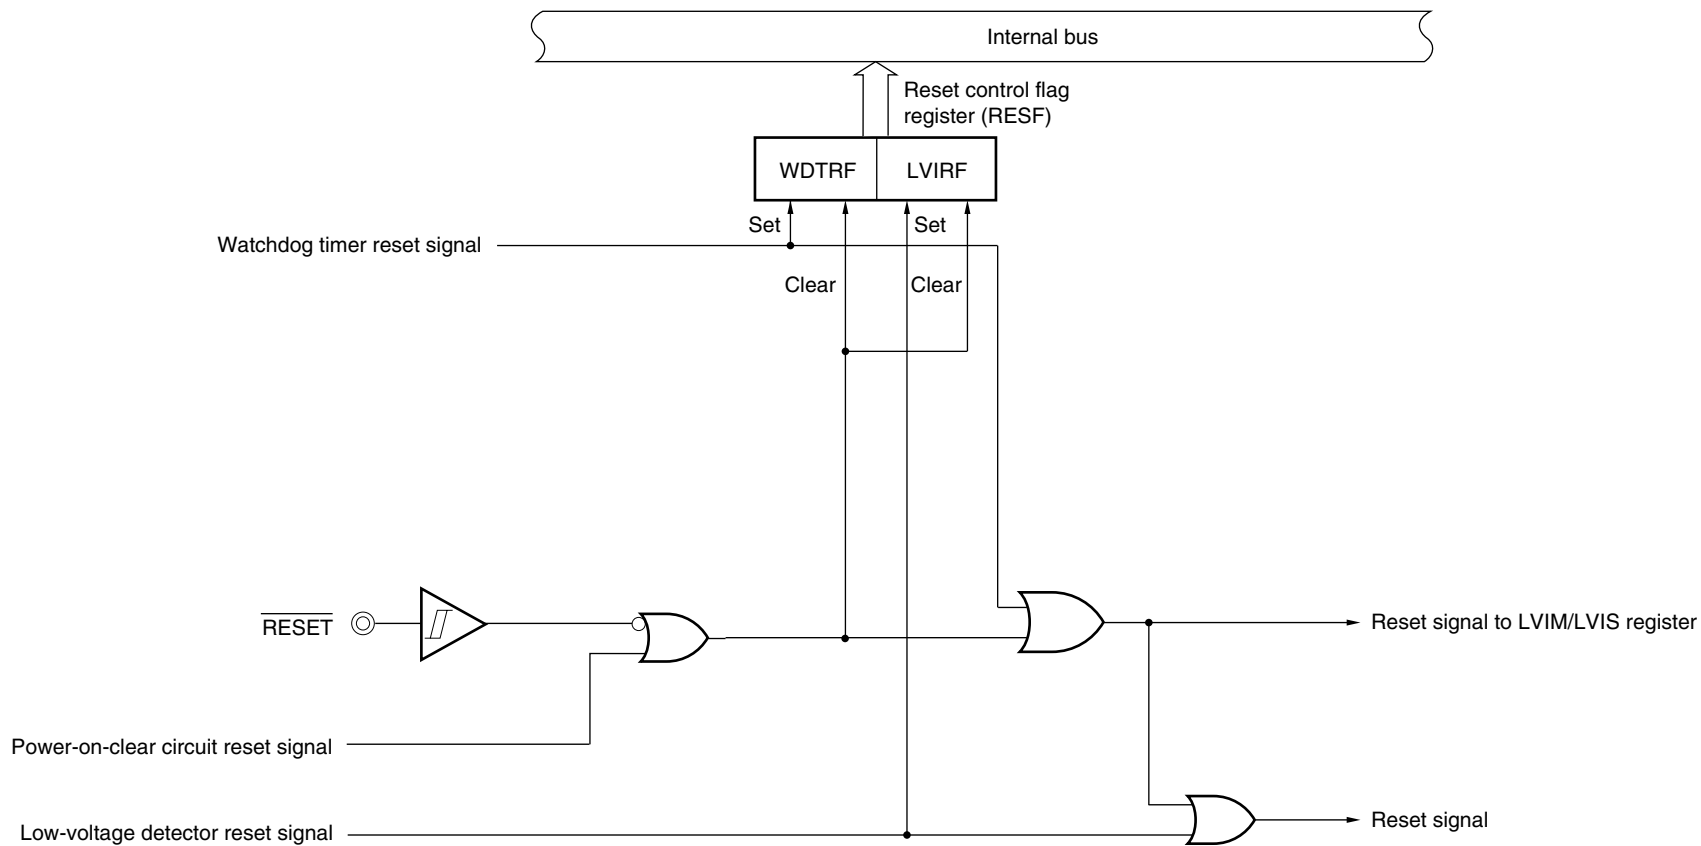 Internal bus
Reset control flag
register (RESF)
WDTRF
LVIRF
Set
Set
Watchdog timer reset signal
Clear
Clear
RESET
Reset signal to LVIM/LVIS register
Power-on-clear circuit reset signal
Low-voltage detector reset signal
Reset signal